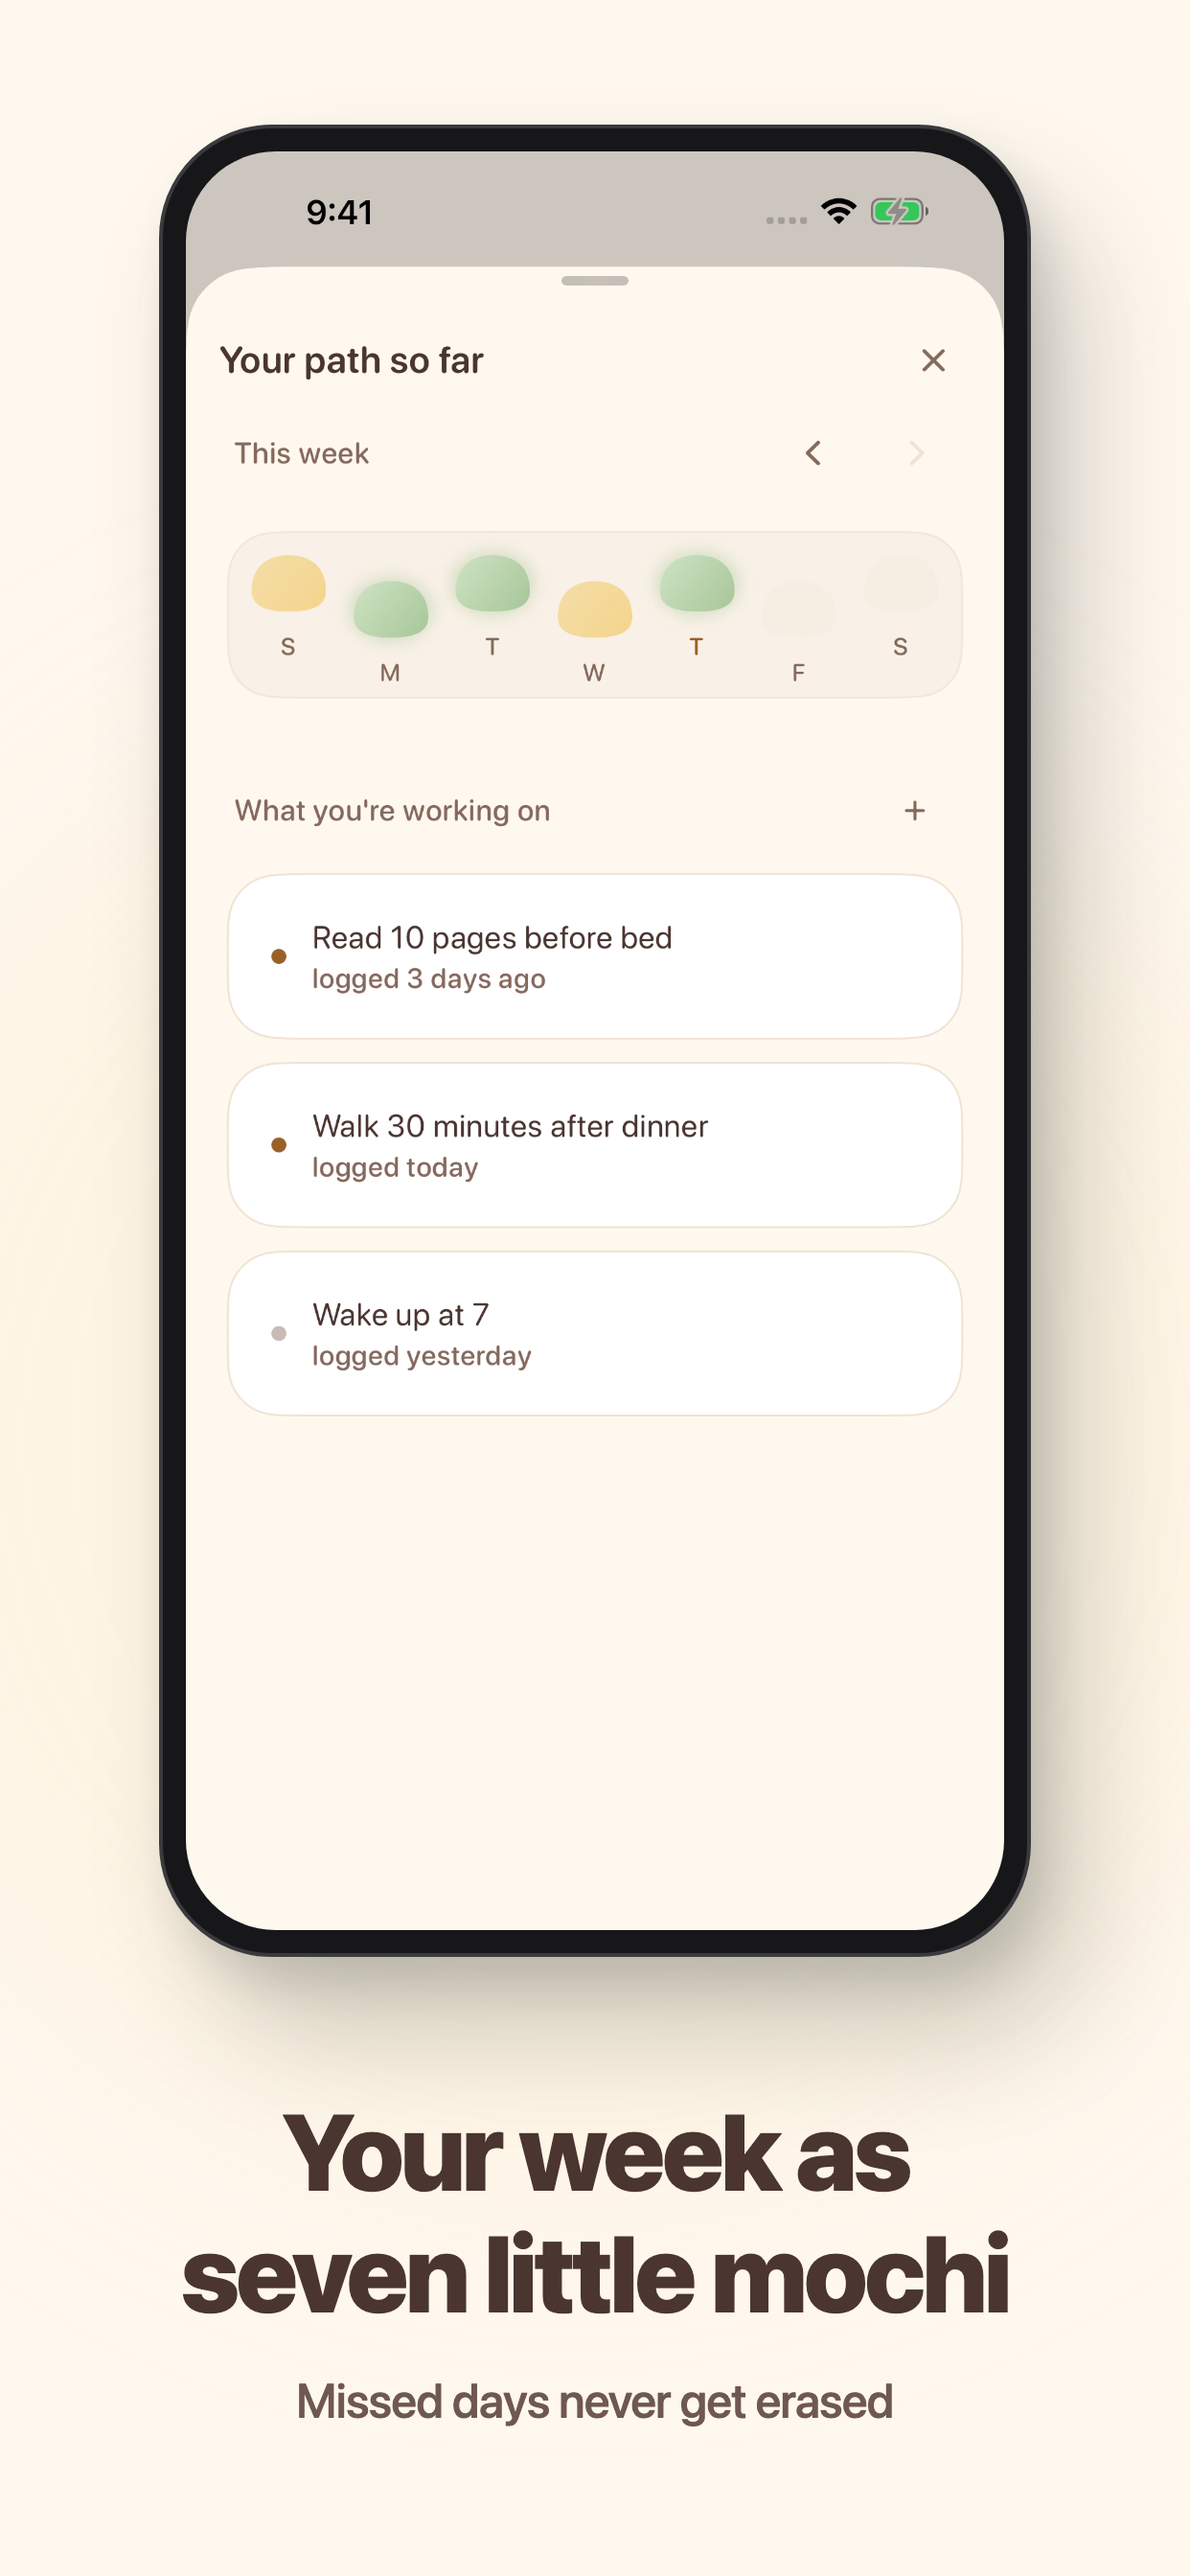 9:41
Your path so far
This week
S M T W T F S
What you're working on
Read 10 pages before bed
logged 3 days ago
Walk 30 minutes after dinner
logged today
Wake up at 7
logged yesterday
Your week as
seven little mochi
Missed days never get erased